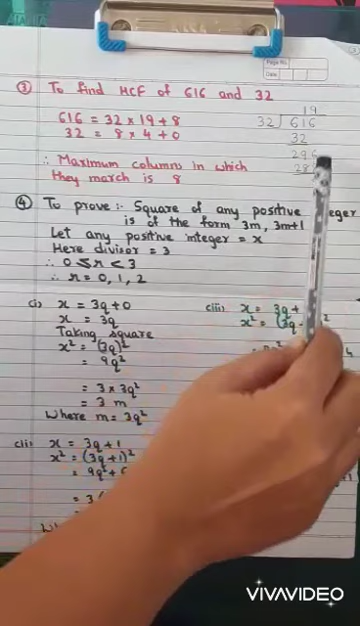 Page No.
Date
③ To find HCF of 616 and 32
616 = 32 × 19 + 8
32 = 8 × 4 + 0
19
32 616
32
296
28
∴ Maximum columns in which
they march is 8
④ To prove :- Square of any positive
is of the form 3m, 3m+1
Let any positive integer = x
Here divisor = 3
∴ 0 ≤ r < 3
∴ r = 0, 1, 2
(i) x = 3q + 0
x = 3q
Taking square
x² = (3q)²
= 9q²
= 3 × 3q²
= 3 m
Where m = 3q²
(ii) x = 3q + 1
x² = (3q + 1)²
= 9q² +
= 3
(iii) x = 3q +
x² = (3q
VIVAVIDEO